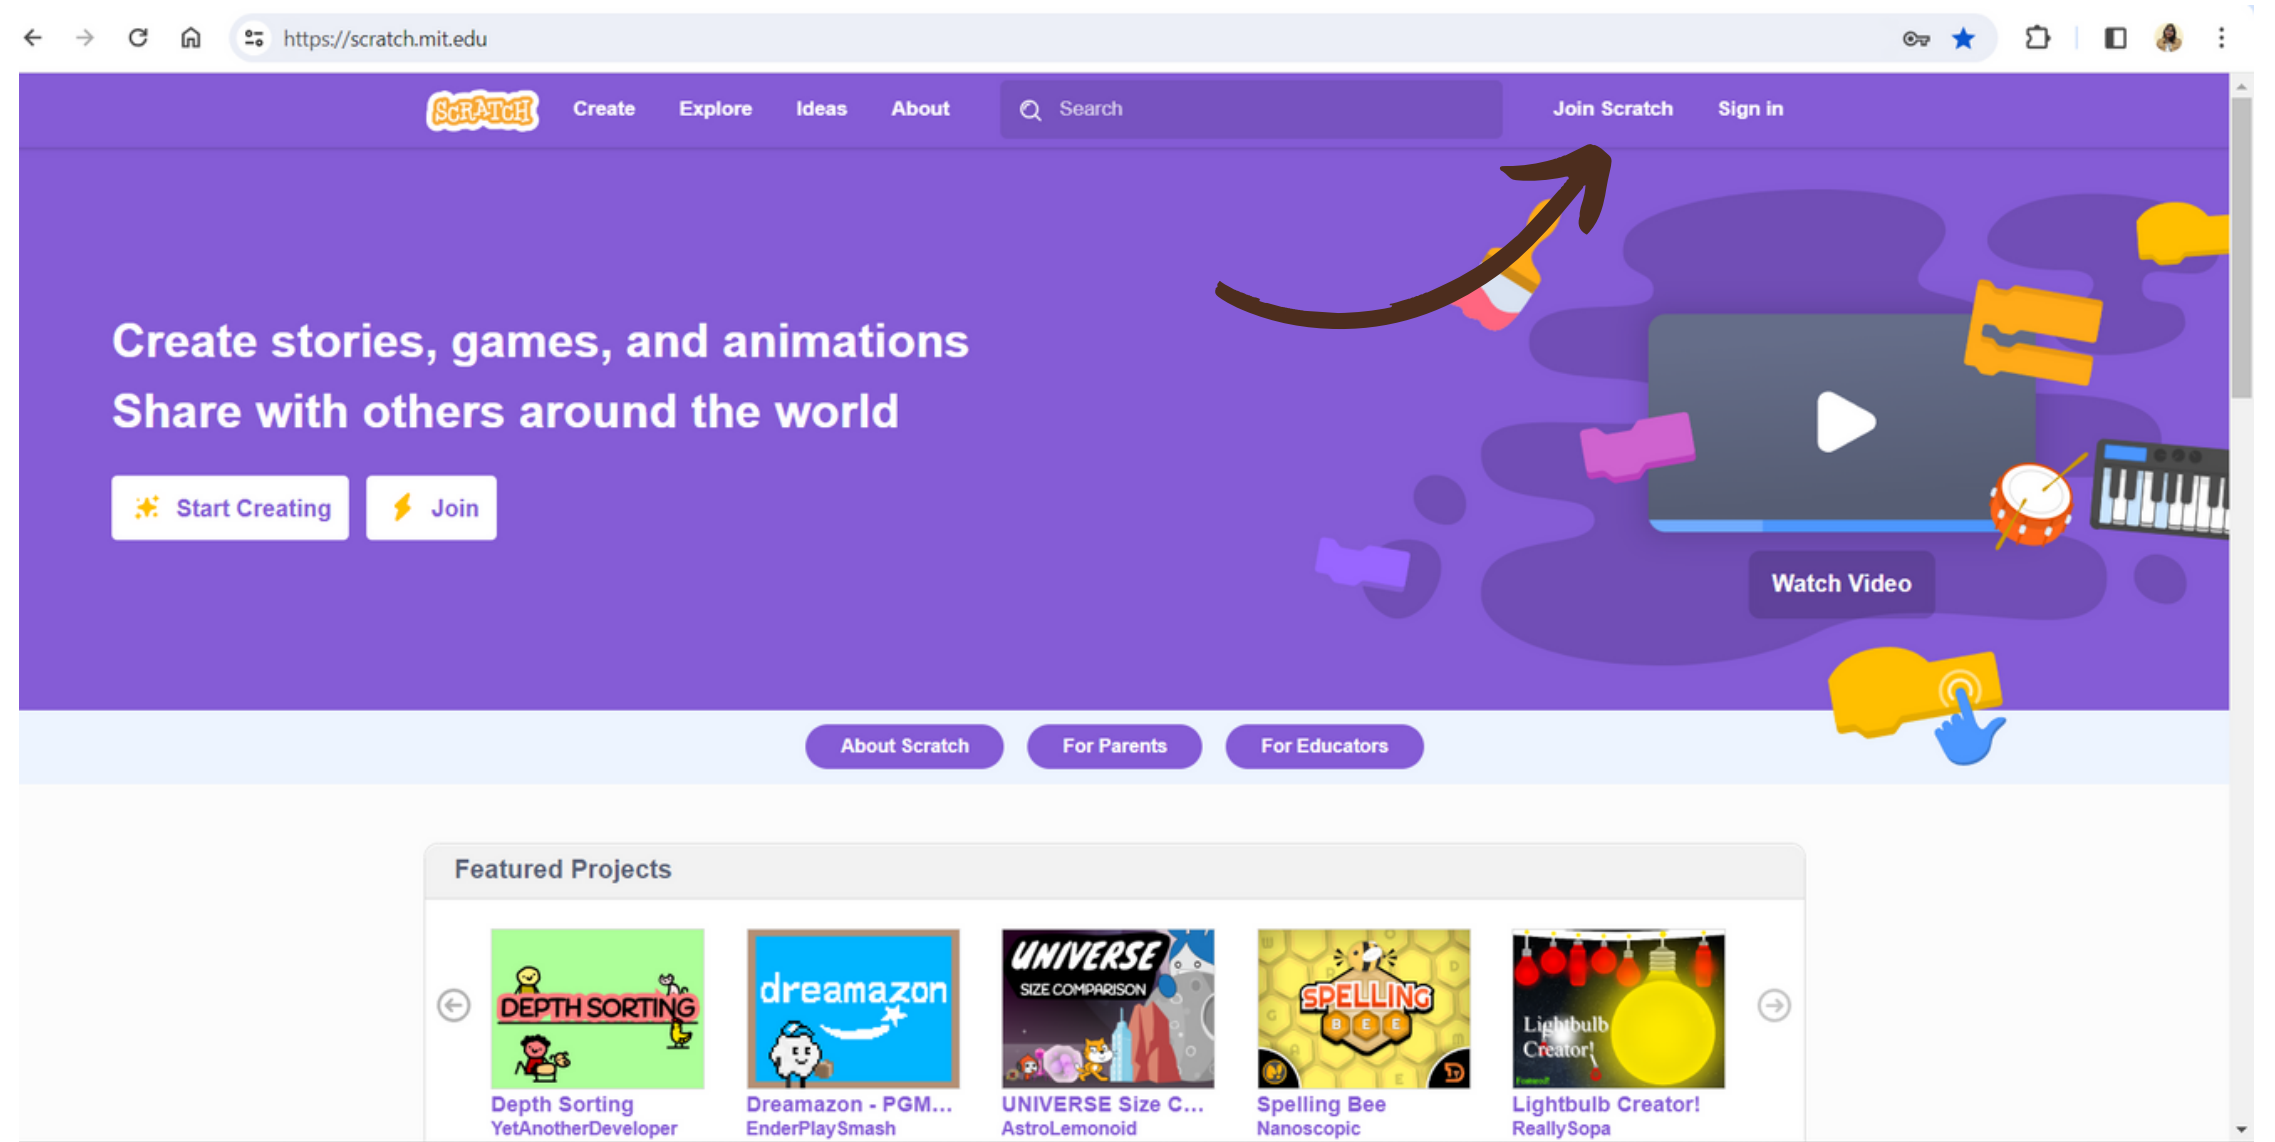 https://scratch.mit.edu
SCRATCH Create Explore Ideas About Search Join Scratch Sign in
Create stories, games, and animations
Share with others around the world
Start Creating Join
Watch Video
About Scratch For Parents For Educators
Featured Projects
DEPTH SORTING
dreamazon
UNIVERSE
SIZE COMPARISON
SPELLING
BEE
Lightbulb
Creator!
Depth Sorting
YetAnotherDeveloper
Dreamazon - PGM...
EnderPlaySmash
UNIVERSE Size C...
AstroLemonoid
Spelling Bee
Nanoscopic
Lightbulb Creator!
ReallySopa